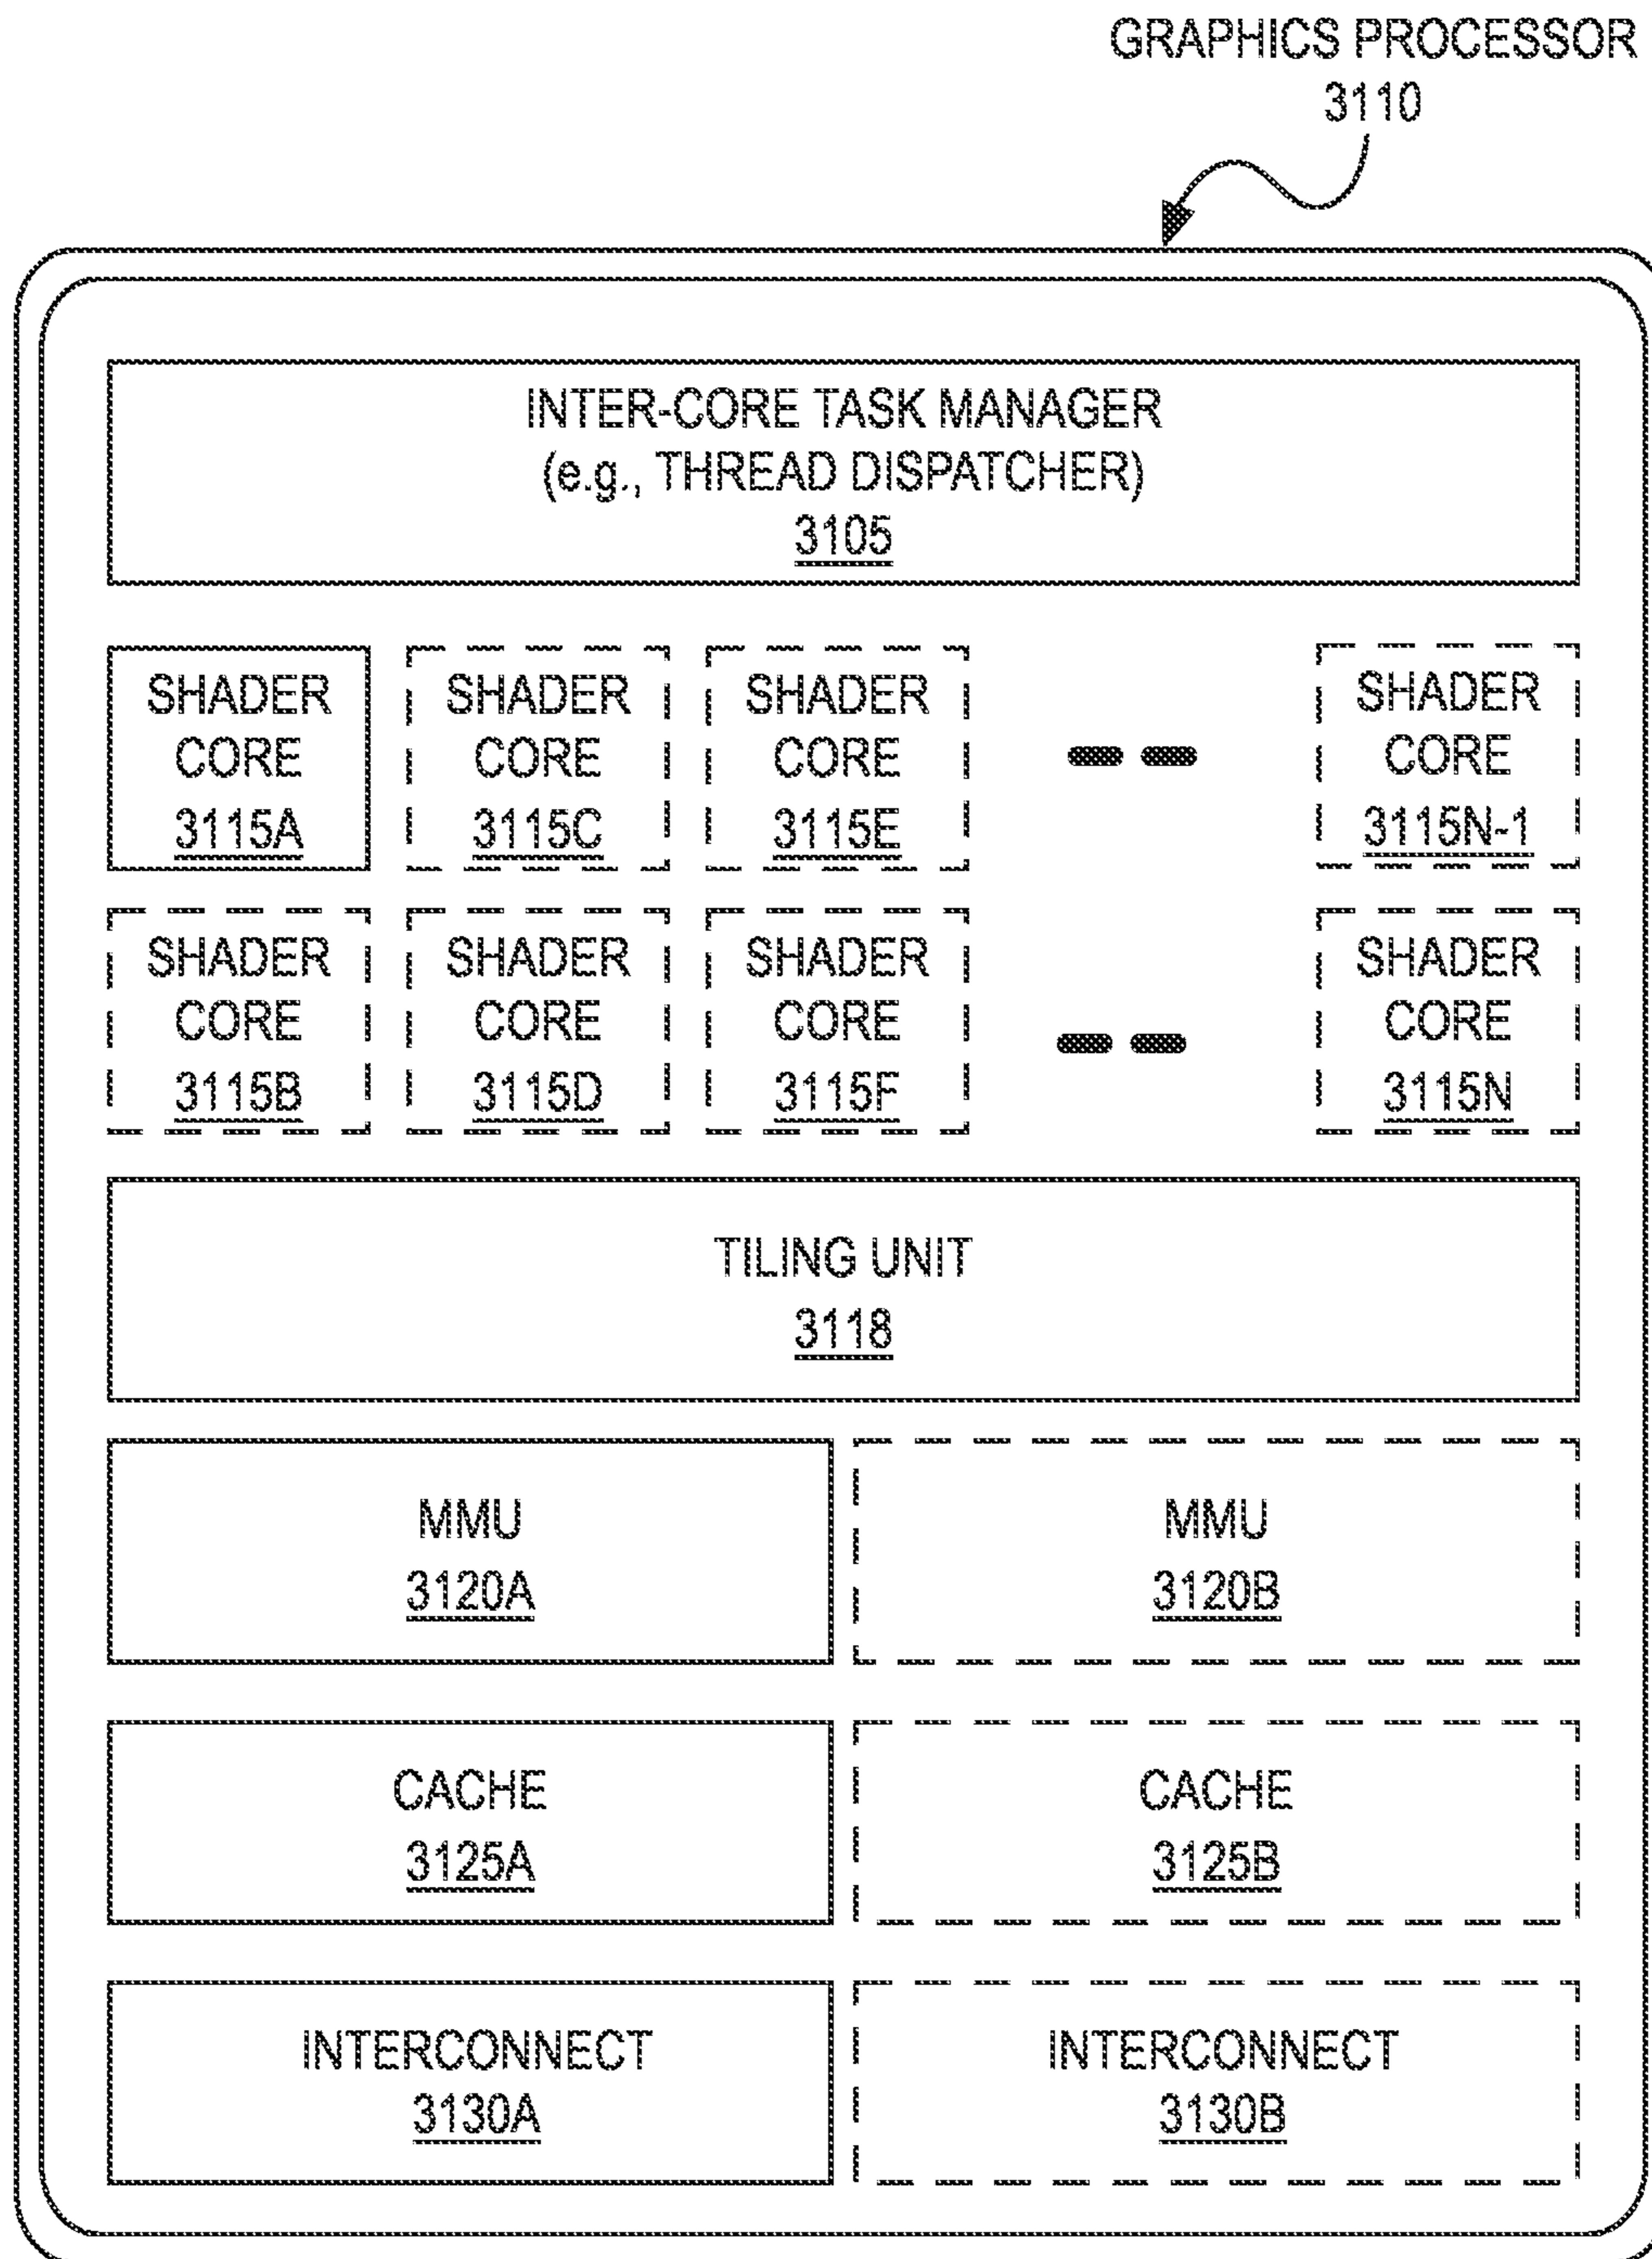 GRAPHICS PROCESSOR
3110
INTER-CORE TASK MANAGER
(e.g., THREAD DISPATCHER)
3105
SHADER CORE 3115A
SHADER CORE 3115C
SHADER CORE 3115E
SHADER CORE 3115N-1
SHADER CORE 3115B
SHADER CORE 3115D
SHADER CORE 3115F
SHADER CORE 3115N
TILING UNIT
3118
MMU
3120A
MMU
3120B
CACHE
3125A
CACHE
3125B
INTERCONNECT
3130A
INTERCONNECT
3130B